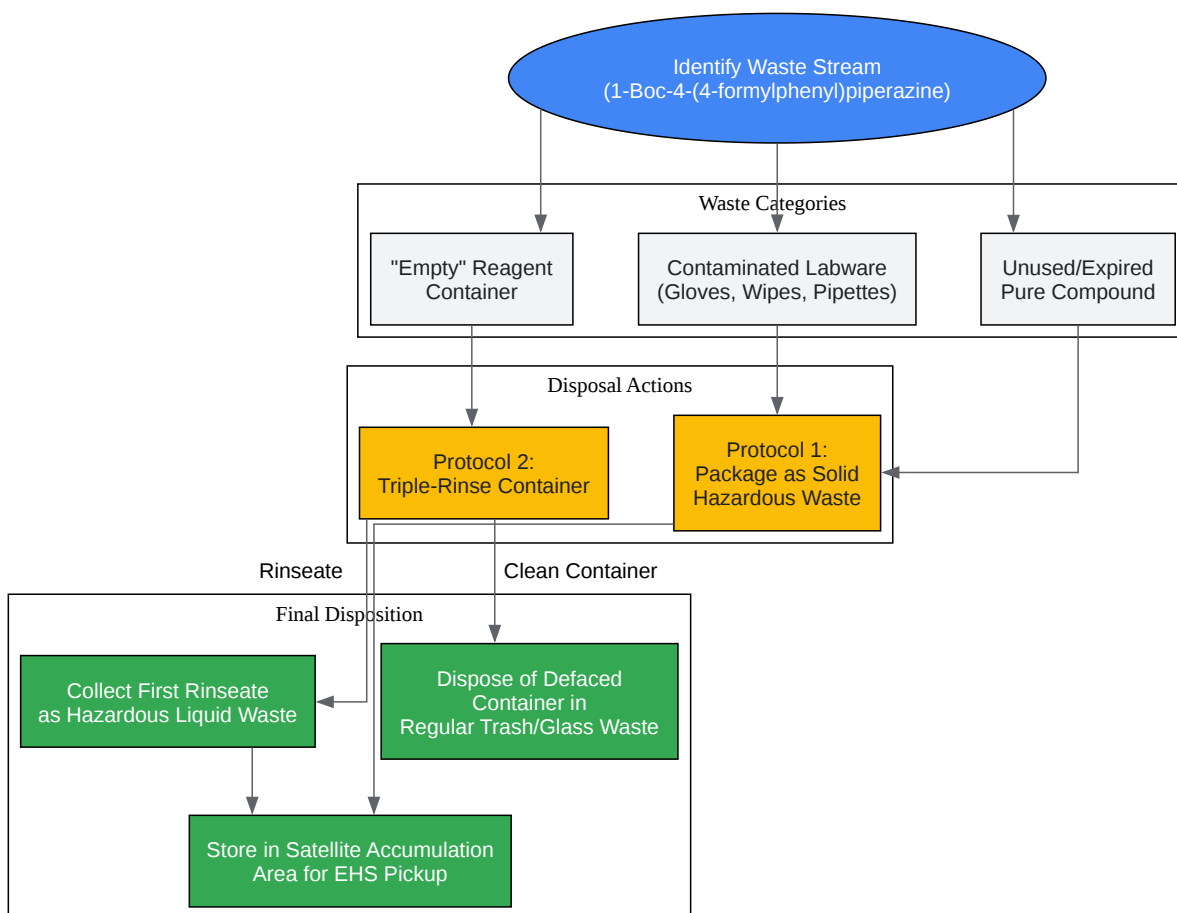 Identify Waste Stream
(1-Boc-4-(4-formylphenyl)piperazine)
Waste Categories
"Empty" Reagent
Container
Contaminated Labware
(Gloves, Wipes, Pipettes)
Unused/Expired
Pure Compound
Disposal Actions
Protocol 2:
Triple-Rinse Container
Protocol 1:
Package as Solid
Hazardous Waste
Rinseate
Clean Container
Final Disposition
Collect First Rinseate
as Hazardous Liquid Waste
Dispose of Defaced
Container in
Regular Trash/Glass Waste
Store in Satellite Accumulation
Area for EHS Pickup